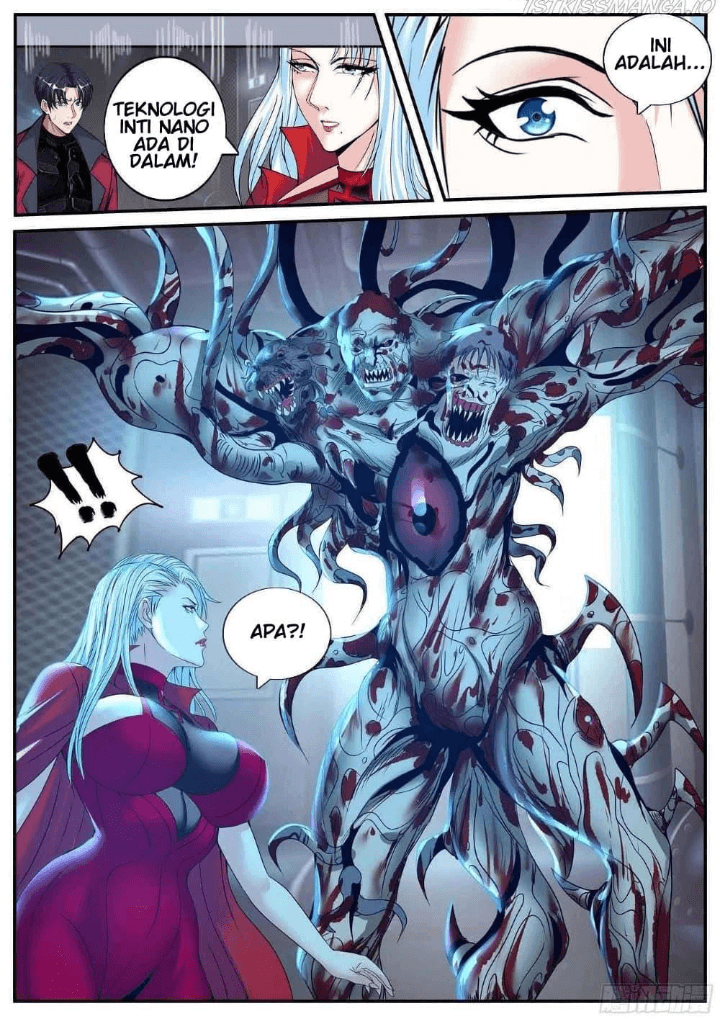 1STKISSMANGA.IO
TEKNOLOGI
INTI NANO
ADA DI
DALAM!
INI
ADALAH...
!!
APA?!